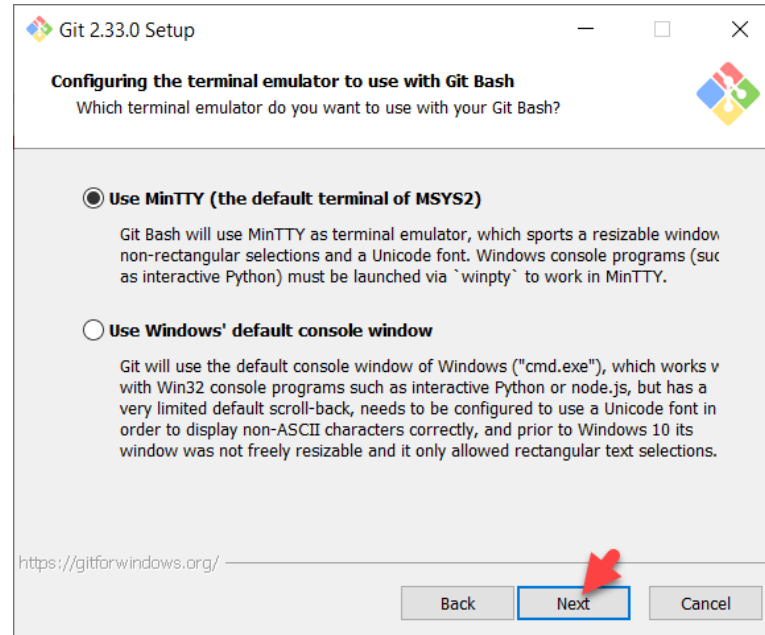 Git 2.33.0 Setup
Configuring the terminal emulator to use with Git Bash
Which terminal emulator do you want to use with your Git Bash?
Use MinTTY (the default terminal of MSYS2)
Git Bash will use MinTTY as terminal emulator, which sports a resizable window
non-rectangular selections and a Unicode font. Windows console programs (suc
as interactive Python) must be launched via `winpty` to work in MinTTY.
Use Windows' default console window
Git will use the default console window of Windows ("cmd.exe"), which works
with Win32 console programs such as interactive Python or node.js, but has a
very limited default scroll-back, needs to be configured to use a Unicode font in
order to display non-ASCII characters correctly, and prior to Windows 10 its
window was not freely resizable and it only allowed rectangular text selections.
https://gitforwindows.org/
Back
Next
Cancel